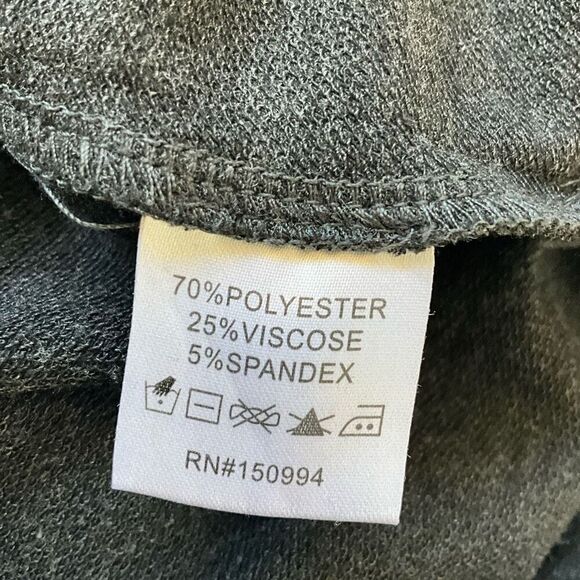 70%POLYESTER
25%VISCOSE
5%SPANDEX
RN#150994